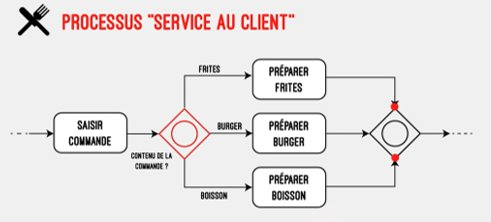 PROCESSUS "SERVICE AU CLIENT"
FRITES
PRÉPARER
FRITES
SAISIR
COMMANDE
BURGER
PRÉPARER
BURGER
CONTENU DE LA
COMMANDE ?
BOISSON
PRÉPARER
BOISSON